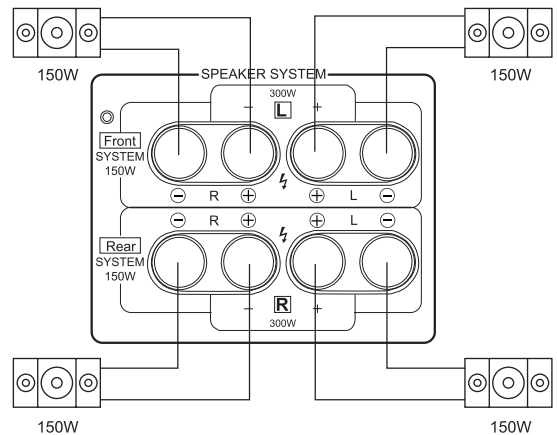 150W
150W
SPEAKER SYSTEM
300W
− L +
Front
SYSTEM
150W
− R + + L −
− R + + L −
Rear
SYSTEM
150W
− R +
300W
150W
150W